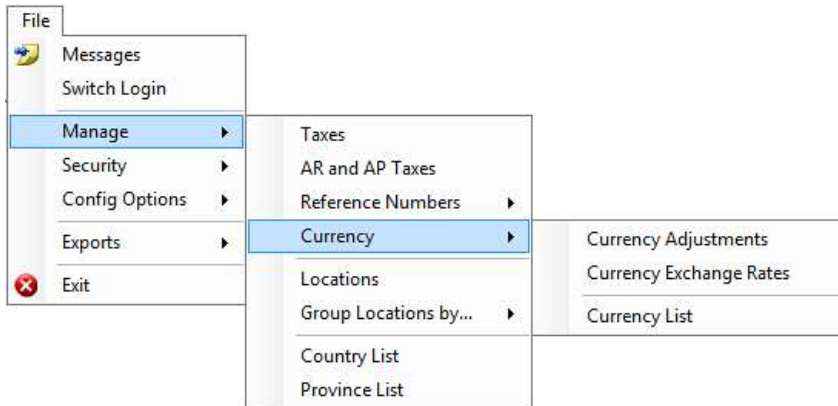 File
Messages
Switch Login
Manage
Security
Config Options
Exports
Exit
Taxes
AR and AP Taxes
Reference Numbers
Currency
Locations
Group Locations by...
Country List
Province List
Currency Adjustments
Currency Exchange Rates
Currency List